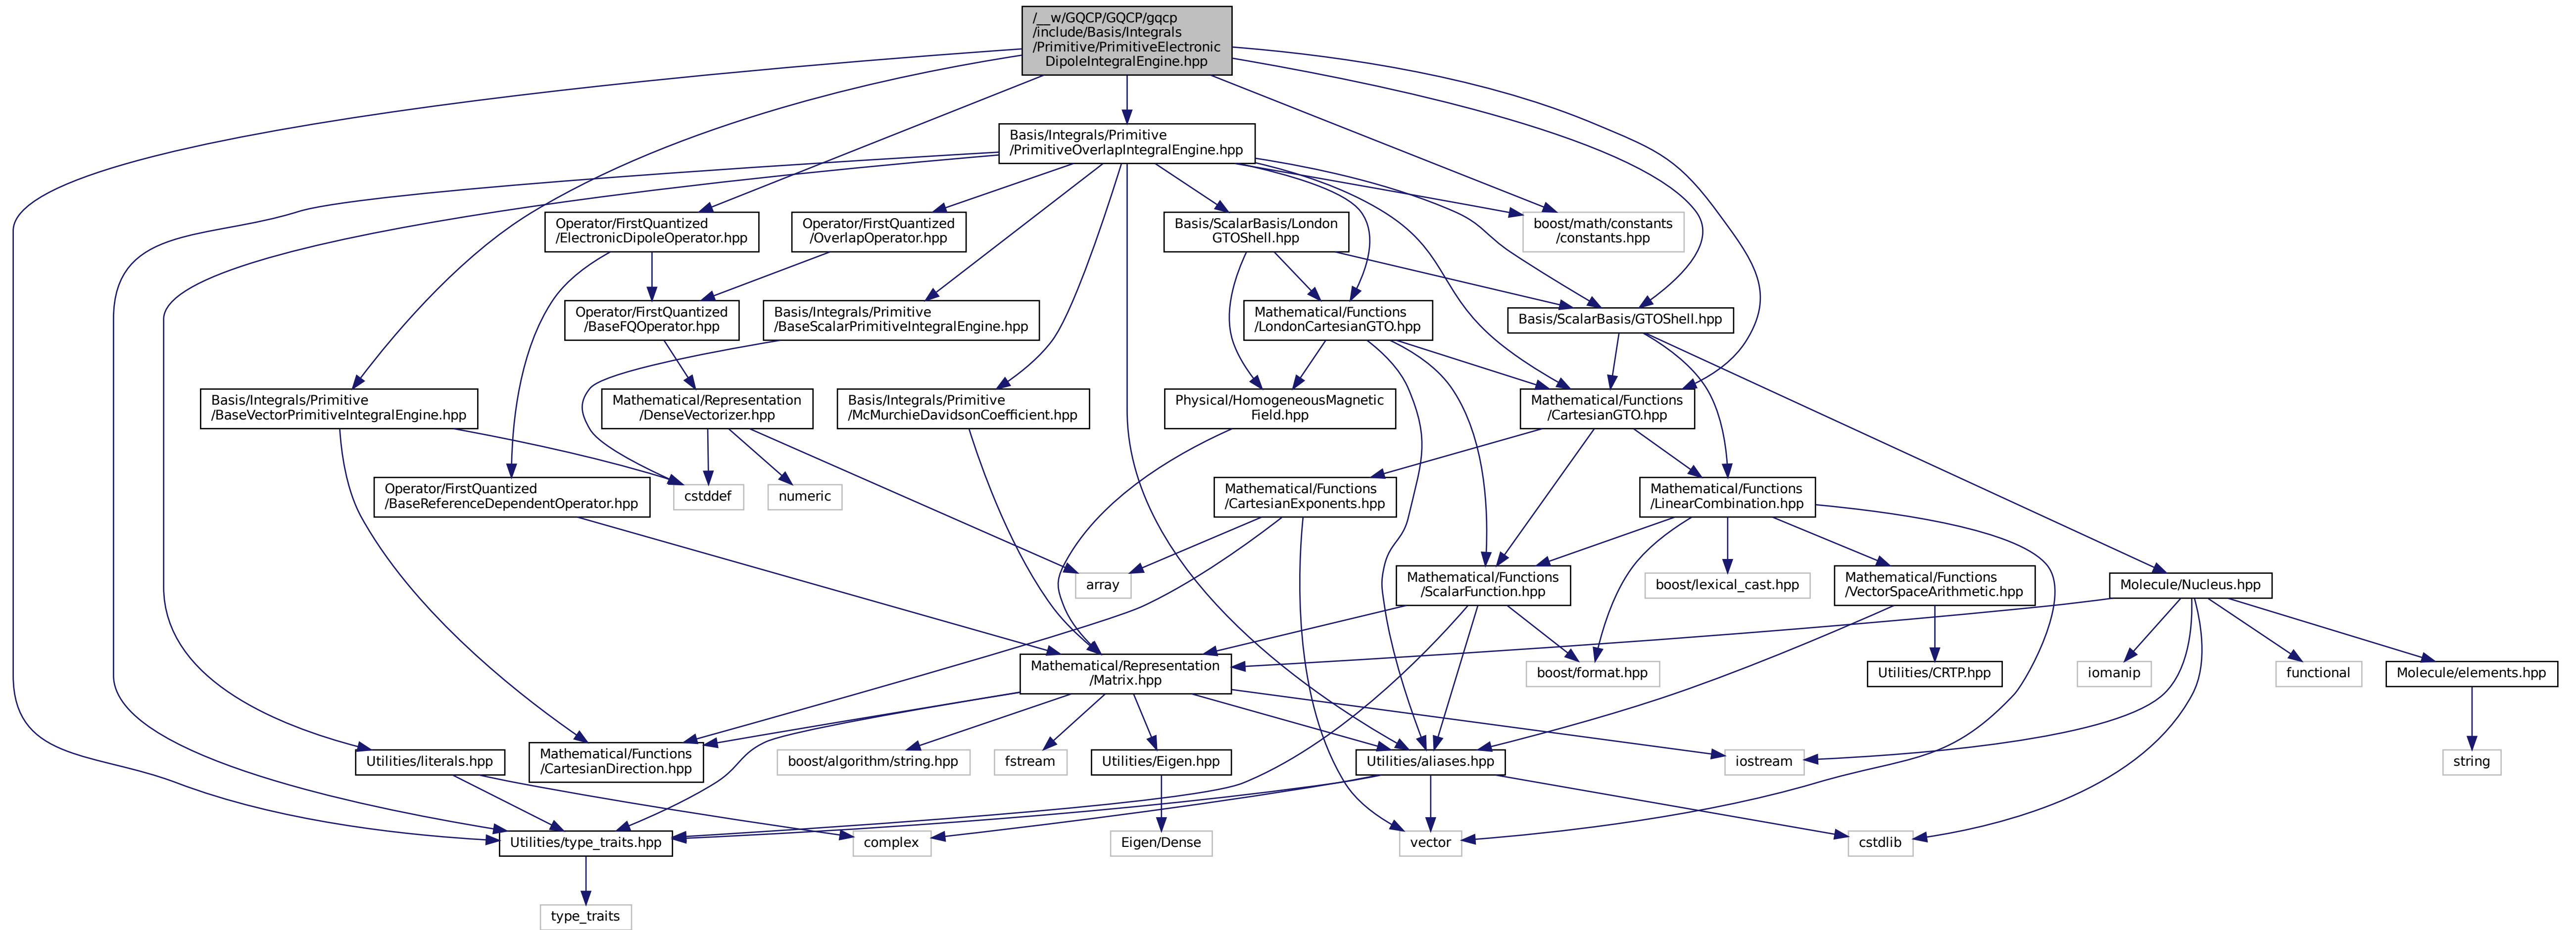 /__w/GQCP/GQCP/gqcp
/include/Basis/Integrals
/Primitive/PrimitiveElectronic
DipoleIntegralEngine.hpp
Basis/Integrals/Primitive
/PrimitiveOverlapIntegralEngine.hpp
Operator/FirstQuantized
/ElectronicDipoleOperator.hpp
Operator/FirstQuantized
/OverlapOperator.hpp
Basis/ScalarBasis/London
GTOShell.hpp
boost/math/constants
/constants.hpp
Operator/FirstQuantized
/BaseFQOperator.hpp
Basis/Integrals/Primitive
/BaseScalarPrimitiveIntegralEngine.hpp
Mathematical/Functions
/LondonCartesianGTO.hpp
Basis/ScalarBasis/GTOShell.hpp
Basis/Integrals/Primitive
/BaseVectorPrimitiveIntegralEngine.hpp
Mathematical/Representation
/DenseVectorizer.hpp
Basis/Integrals/Primitive
/McMurchieDavidsonCoefficient.hpp
Physical/HomogeneousMagnetic
Field.hpp
Mathematical/Functions
/CartesianGTO.hpp
Operator/FirstQuantized
/BaseReferenceDependentOperator.hpp
cstddef
numeric
Mathematical/Functions
/CartesianExponents.hpp
Mathematical/Functions
/LinearCombination.hpp
array
Mathematical/Functions
/ScalarFunction.hpp
boost/lexical_cast.hpp
Mathematical/Functions
/VectorSpaceArithmetic.hpp
Molecule/Nucleus.hpp
Mathematical/Representation
/Matrix.hpp
boost/format.hpp
Utilities/CRTP.hpp
iomanip
functional
Molecule/elements.hpp
Utilities/literals.hpp
Mathematical/Functions
/CartesianDirection.hpp
boost/algorithm/string.hpp
fstream
Utilities/Eigen.hpp
Utilities/aliases.hpp
iostream
string
Utilities/type_traits.hpp
complex
Eigen/Dense
vector
cstdlib
type_traits